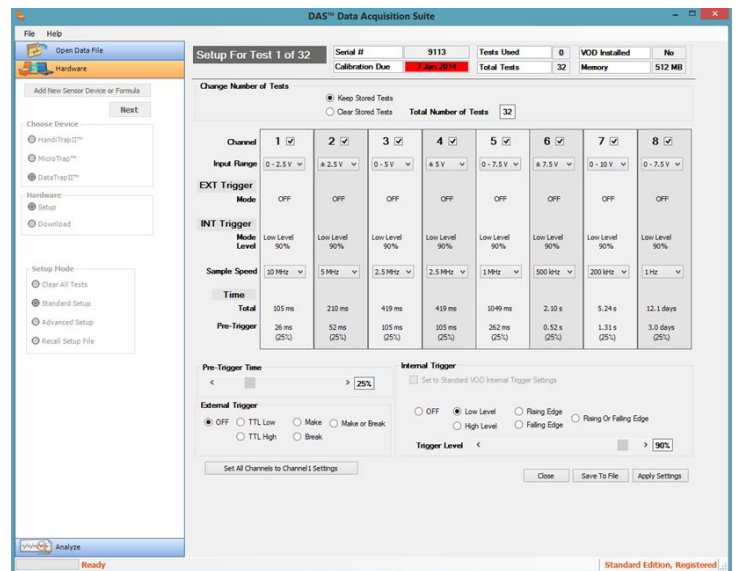 DAS™ Data Acquisition Suite
File Help
Open Data File
Hardware
Add New Sensor Device or Formula
Next
Choose Device
HandiTrapII™
MicroTrap™
DataTrapII™
Hardware
Setup
Download
Setup Mode
Clear All Tests
Standard Setup
Advanced Setup
Recall Setup File
Analyze
Setup For Test 1 of 32
Serial # 9113 Tests Used 0 VOD Installed No
Calibration Due 7 Jan 2014 Total Tests 32 Memory 512 MB
Change Number of Tests
Keep Stored Tests
Clear Stored Tests Total Number of Tests 32
Channel 1 2 3 4 5 6 7 8
Input Range 0 - 2.5 V ± 2.5 V 0 - 5 V ± 5 V 0 - 7.5 V ± 7.5 V 0 - 10 V 0 - 7.5 V
EXT Trigger
Mode OFF OFF OFF OFF OFF OFF OFF OFF
INT Trigger
Mode Low Level Low Level Low Level Low Level Low Level Low Level Low Level Low Level
Level 90% 90% 90% 90% 90% 90% 90% 90%
Sample Speed 10 MHz 5 MHz 2.5 MHz 2.5 MHz 1 MHz 500 kHz 200 kHz 1 Hz
Time
Total 105 ms 210 ms 419 ms 419 ms 1049 ms 2.10 s 5.24 s 12.1 days
Pre-Trigger 26 ms 52 ms 105 ms 105 ms 262 ms 0.52 s 1.31 s 3.0 days
(25%) (25%) (25%) (25%) (25%) (25%) (25%) (25%)
Pre-Trigger Time
< > 25%
External Trigger
OFF TTL Low Make Make or Break
TTL High Break
Internal Trigger
Set to Standard VOD Internal Trigger Settings
OFF Low Level Rising Edge Rising Or Falling Edge
High Level Falling Edge
Trigger Level < > 90%
Set All Channels to Channel 1 Settings
Close Save To File Apply Settings
Ready Standard Edition, Registered